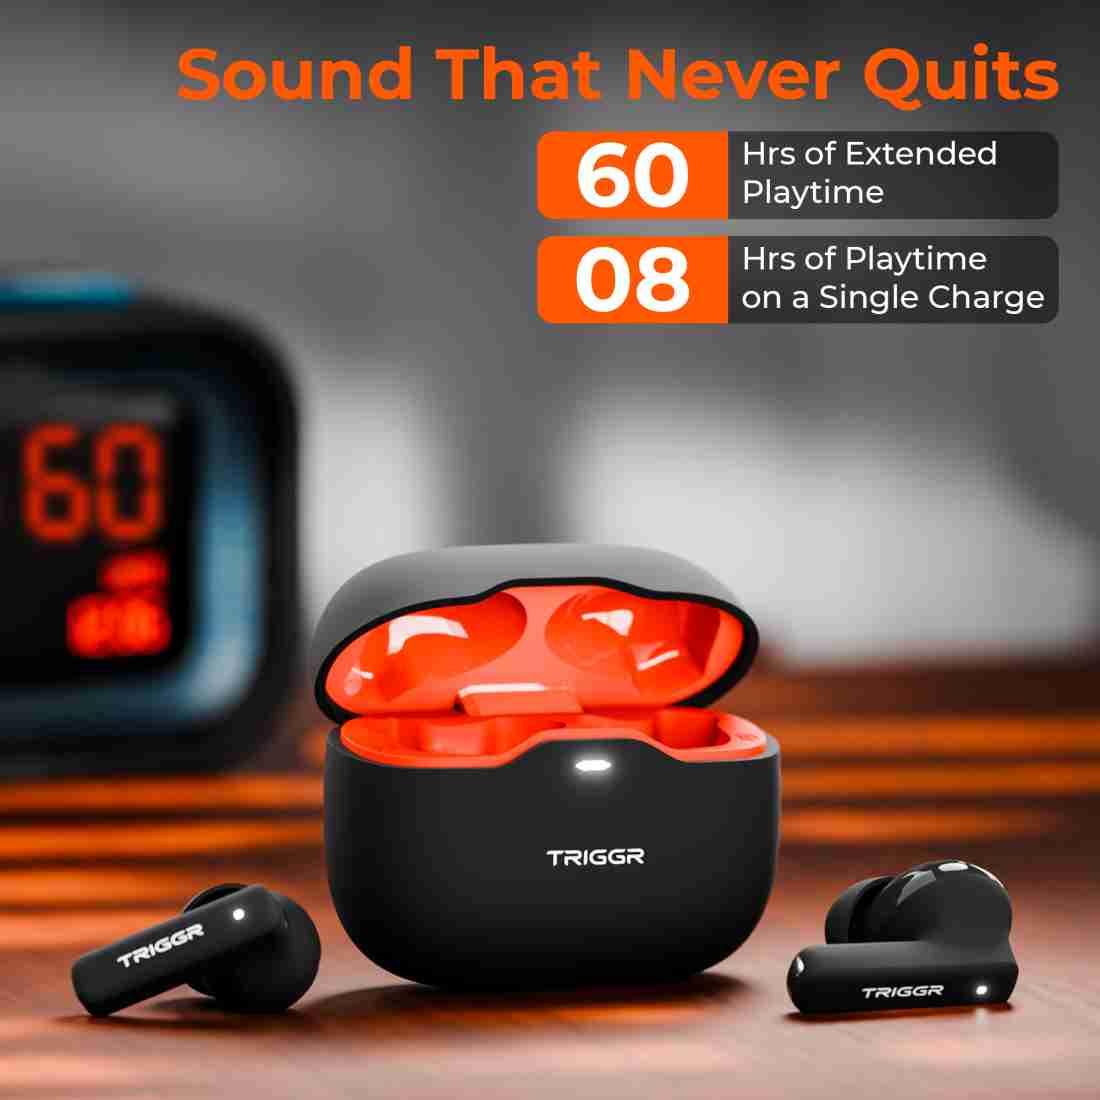 Sound That Never Quits
60
Hrs of Extended
Playtime
08
Hrs of Playtime
on a Single Charge
60
TRIGGR
TRIGGR
TRIGGR